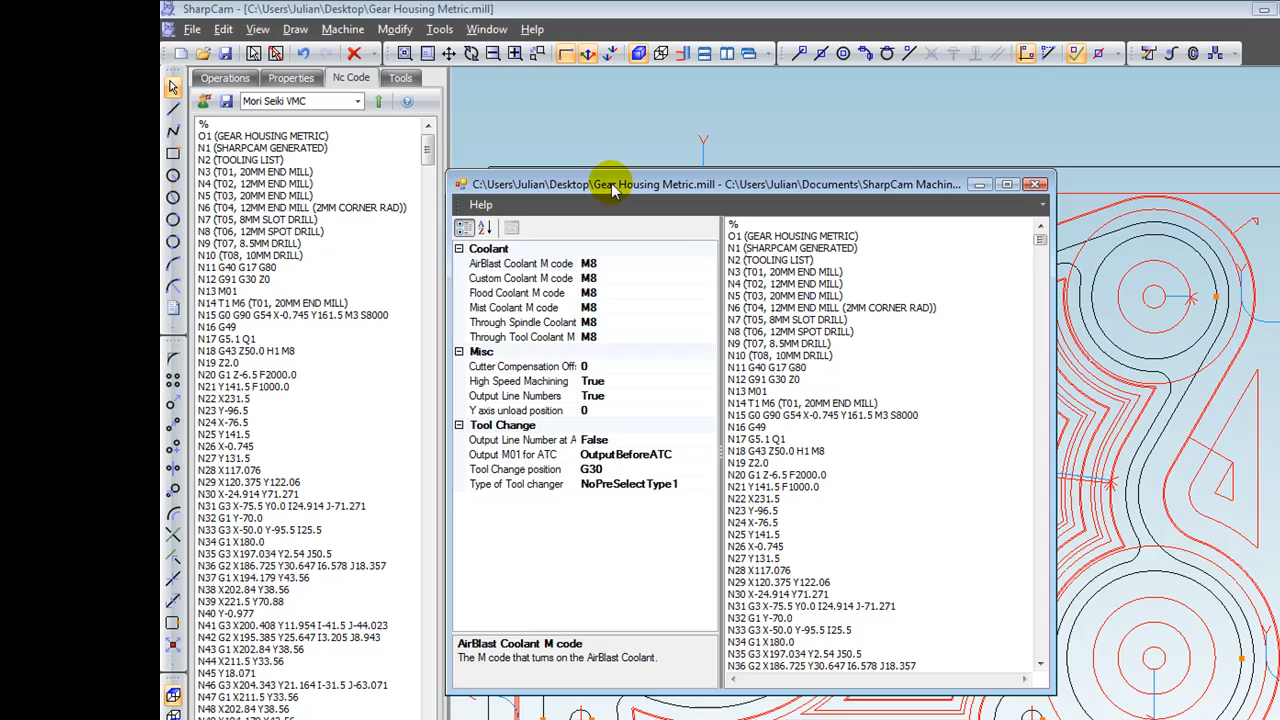 SharpCam - [C:\Users\Julian\Desktop\Gear Housing Metric.mill]
File Edit View Draw Machine Modify Tools Window Help
Operations Properties Nc Code Tools
Mori Seiki VMC
%
O1 (GEAR HOUSING METRIC)
N1 (SHARPCAM GENERATED)
N2 (TOOLING LIST)
N3 (T01, 20MM END MILL)
N4 (T02, 12MM END MILL)
N5 (T03, 20MM END MILL)
N6 (T04, 12MM END MILL (2MM CORNER RAD))
N7 (T05, 8MM SLOT DRILL)
N8 (T06, 12MM SPOT DRILL)
N9 (T07, 8.5MM DRILL)
N10 (T08, 10MM DRILL)
N11 G40 G17 G80
N12 G91 G30 Z0
N13 M01
N14 T1 M6 (T01, 20MM END MILL)
N15 G0 G90 G54 X-0.745 Y161.5 M3 S8000
N16 G49
N17 G5.1 Q1
N18 G43 Z50.0 H1 M8
N19 Z2.0
N20 G1 Z-6.5 F2000.0
N21 Y141.5 F1000.0
N22 X231.5
N23 Y-96.5
N24 X-76.5
N25 Y141.5
N26 X-0.745
N27 Y131.5
N28 X117.076
N29 X120.375 Y122.06
N30 X-24.914 Y71.271
N31 G3 X-75.5 Y0.0 I24.914 J-71.271
N32 G1 Y-70.0
N33 G3 X-50.0 Y-95.5 I25.5
N34 G1 X180.0
N35 G3 X197.034 Y2.54 J50.5
N36 G2 X186.725 Y30.647 I6.578 J18.357
N37 G1 X194.179 Y43.56
N38 X202.84 Y38.56
N39 X221.5 Y70.88
N40 Y-0.977
N41 G3 X200.408 Y11.954 I-41.5 J-44.023
N42 G2 X195.385 Y25.647 I3.205 J8.943
N43 G1 X202.84 Y38.56
N44 X211.5 Y33.56
N45 Y18.071
N46 G3 X204.343 Y21.164 I-31.5 J-63.071
N47 G1 X211.5 Y33.56
C:\Users\Julian\Desktop\Gear Housing Metric.mill - C:\Users\Julian\Documents\SharpCam Machin...
Help
Coolant
AirBlast Coolant M code M8
Custom Coolant M code M8
Flood Coolant M code M8
Mist Coolant M code M8
Through Spindle Coolant M8
Through Tool Coolant M M8
Misc
Cutter Compensation Off: 0
High Speed Machining True
Output Line Numbers True
Y axis unload position 0
Tool Change
Output Line Number at A False
Output M01 for ATC OutputBeforeATC
Tool Change position G30
Type of Tool changer NoPreSelectType1
AirBlast Coolant M code
The M code that turns on the AirBlast Coolant.
%
O1 (GEAR HOUSING METRIC)
N1 (SHARPCAM GENERATED)
N2 (TOOLING LIST)
N3 (T01, 20MM END MILL)
N4 (T02, 12MM END MILL)
N5 (T03, 20MM END MILL)
N6 (T04, 12MM END MILL (2MM CORNER RAD))
N7 (T05, 8MM SLOT DRILL)
N8 (T06, 12MM SPOT DRILL)
N9 (T07, 8.5MM DRILL)
N10 (T08, 10MM DRILL)
N11 G40 G17 G80
N12 G91 G30 Z0
N13 M01
N14 T1 M6 (T01, 20MM END MILL)
N15 G0 G90 G54 X-0.745 Y161.5 M3 S8000
N16 G49
N17 G5.1 Q1
N18 G43 Z50.0 H1 M8
N19 Z2.0
N20 G1 Z-6.5 F2000.0
N21 Y141.5 F1000.0
N22 X231.5
N23 Y-96.5
N24 X-76.5
N25 Y141.5
N26 X-0.745
N27 Y131.5
N28 X117.076
N29 X120.375 Y122.06
N30 X-24.914 Y71.271
N31 G3 X-75.5 Y0.0 I24.914 J-71.271
N32 G1 Y-70.0
N33 G3 X-50.0 Y-95.5 I25.5
N34 G1 X180.0
N35 G3 X197.034 Y2.54 J50.5
N36 G2 X186.725 Y30.647 I6.578 J18.357
Y